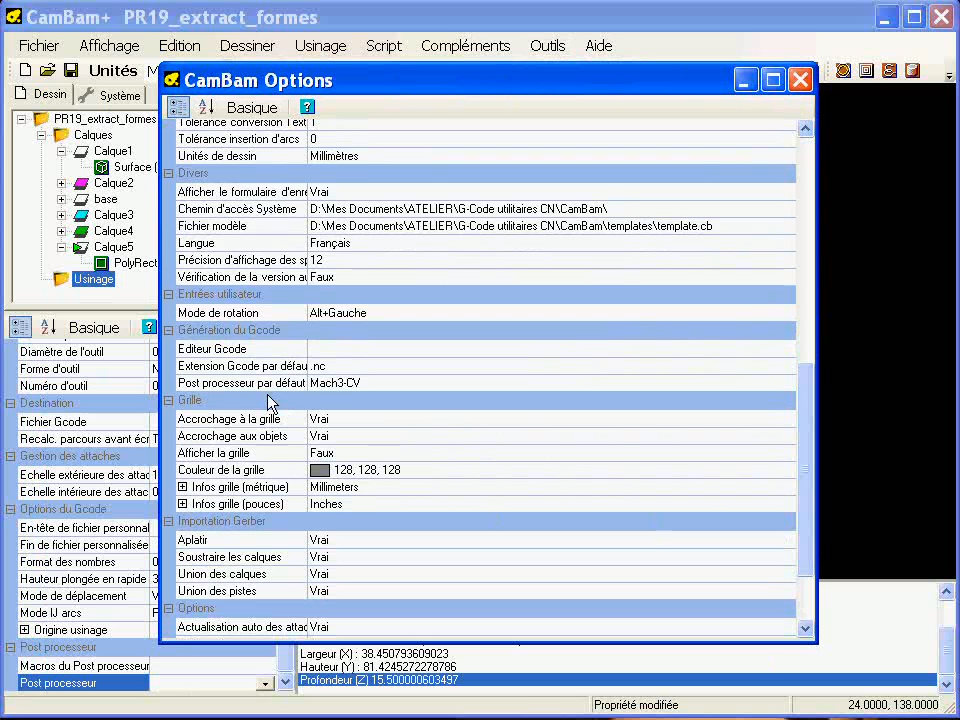 CamBam+ PR19_extract_formes
Fichier Affichage Edition Dessiner Usinage Script Compléments Outils Aide
Unités
CamBam Options
Dessin Système
Basique
PR19_extract_formes
Calques
Calque1
Surface (
Calque2
base
Calque3
Calque4
Calque5
PolyRect
Usinage
Basique
Diamètre de l'outil
Forme d'outil
Numéro d'outil
Destination
Fichier Gcode
Recalc. parcours avant écr
Gestion des attaches
Echelle extérieure des attac
Echelle intérieure des attac
Options du Gcode
En-tête de fichier personnal
Fin de fichier personnalisée
Format des nombres
Hauteur plongée en rapide 3
Mode de déplacement
Mode IJ arcs
Origine usinage
Post processeur
Macros du Post processeur
Post processeur
Tolérance conversion Text 1
Tolérance insertion d'arcs 0
Unités de dessin Millimètres
Divers
Afficher le formulaire d'enre Vrai
Chemin d'accès Système D:\Mes Documents\ATELIER\G-Code utilitaires CN\CamBam\
Fichier modèle D:\Mes Documents\ATELIER\G-Code utilitaires CN\CamBam\templates\template.cb
Langue Français
Précision d'affichage des sp 12
Vérification de la version au Faux
Entrées utilisateur
Mode de rotation Alt+Gauche
Génération du Gcode
Editeur Gcode
Extension Gcode par défau .nc
Post processeur par défaut Mach3-CV
Grille
Accrochage à la grille Vrai
Accrochage aux objets Vrai
Afficher la grille Faux
Couleur de la grille 128, 128, 128
Infos grille (métrique) Millimeters
Infos grille (pouces) Inches
Importation Gerber
Aplatir Vrai
Soustraire les calques Vrai
Union des calques Vrai
Union des pistes Vrai
Options
Actualisation auto des attac Vrai
Largeur (X) : 38.450793609023
Hauteur (Y) : 81.4245272278786
Profondeur (Z) 15.500000603497
Propriété modifiée 24.0000, 138.0000